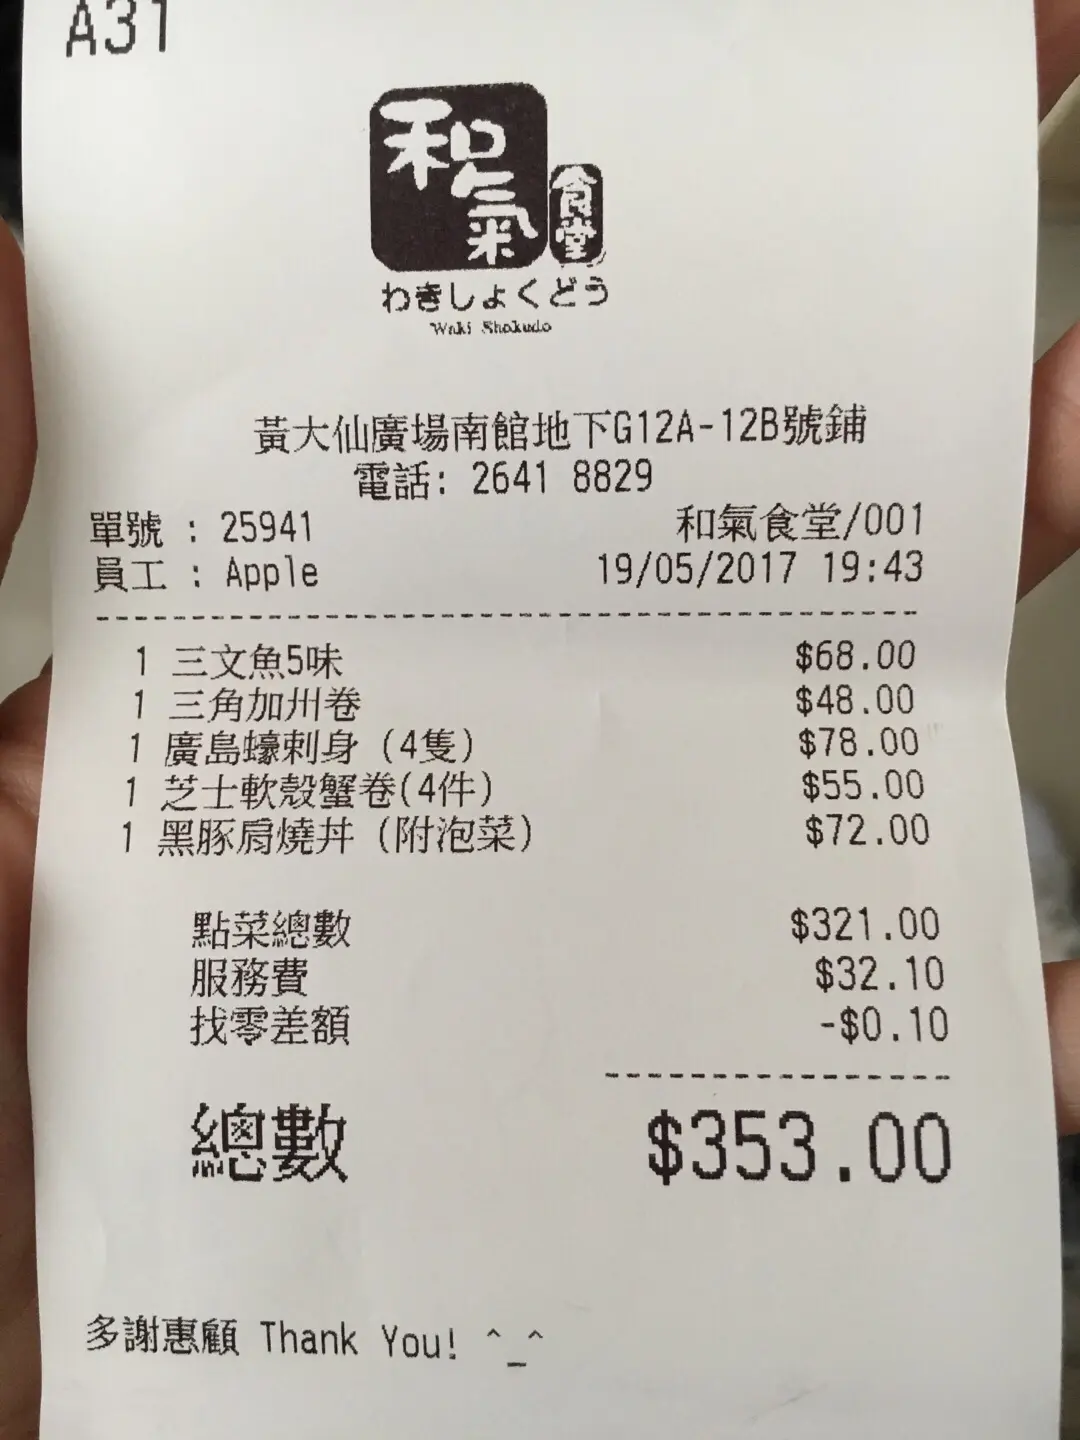 A31
和氣
食堂
わきしょくどう
Waki Shokudo
黃大仙廣場南館地下G12A-12B號鋪
電話: 2641 8829
單號 : 25941 和氣食堂/001
員工 : Apple 19/05/2017 19:43
1 三文魚5味 $68.00
1 三角加州卷 $48.00
1 廣島蠔刺身 (4隻) $78.00
1 芝士軟殼蟹卷(4件) $55.00
1 黑豚肩燒丼 (附泡菜) $72.00
點菜總數 $321.00
服務費 $32.10
找零差額 -$0.10
總數 $353.00
多謝惠顧 Thank You! ^_^